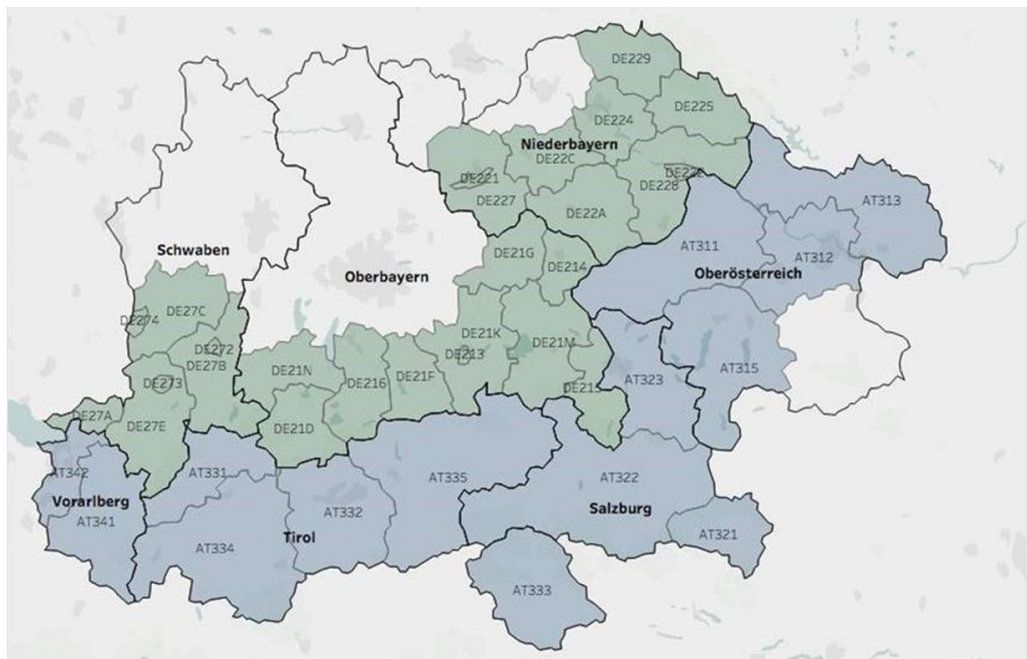 DE229
DE225
DE224
Niederbayern
DE22C
DE222
DE221
DE228
DE227
DE22A
AT313
AT311
AT312
Schwaben
DE21G
DE214
Oberbayern
Oberösterreich
DE27C
DE274
DE21K
DE21M
DE272
DE213
DE27B
DE21N
DE216
DE21F
AT323
AT315
DE273
DE215
DE27A
DE27E
DE21D
AT342
AT331
AT335
AT322
Vorarlberg
AT332
Salzburg
AT341
Tirol
AT334
AT321
AT333